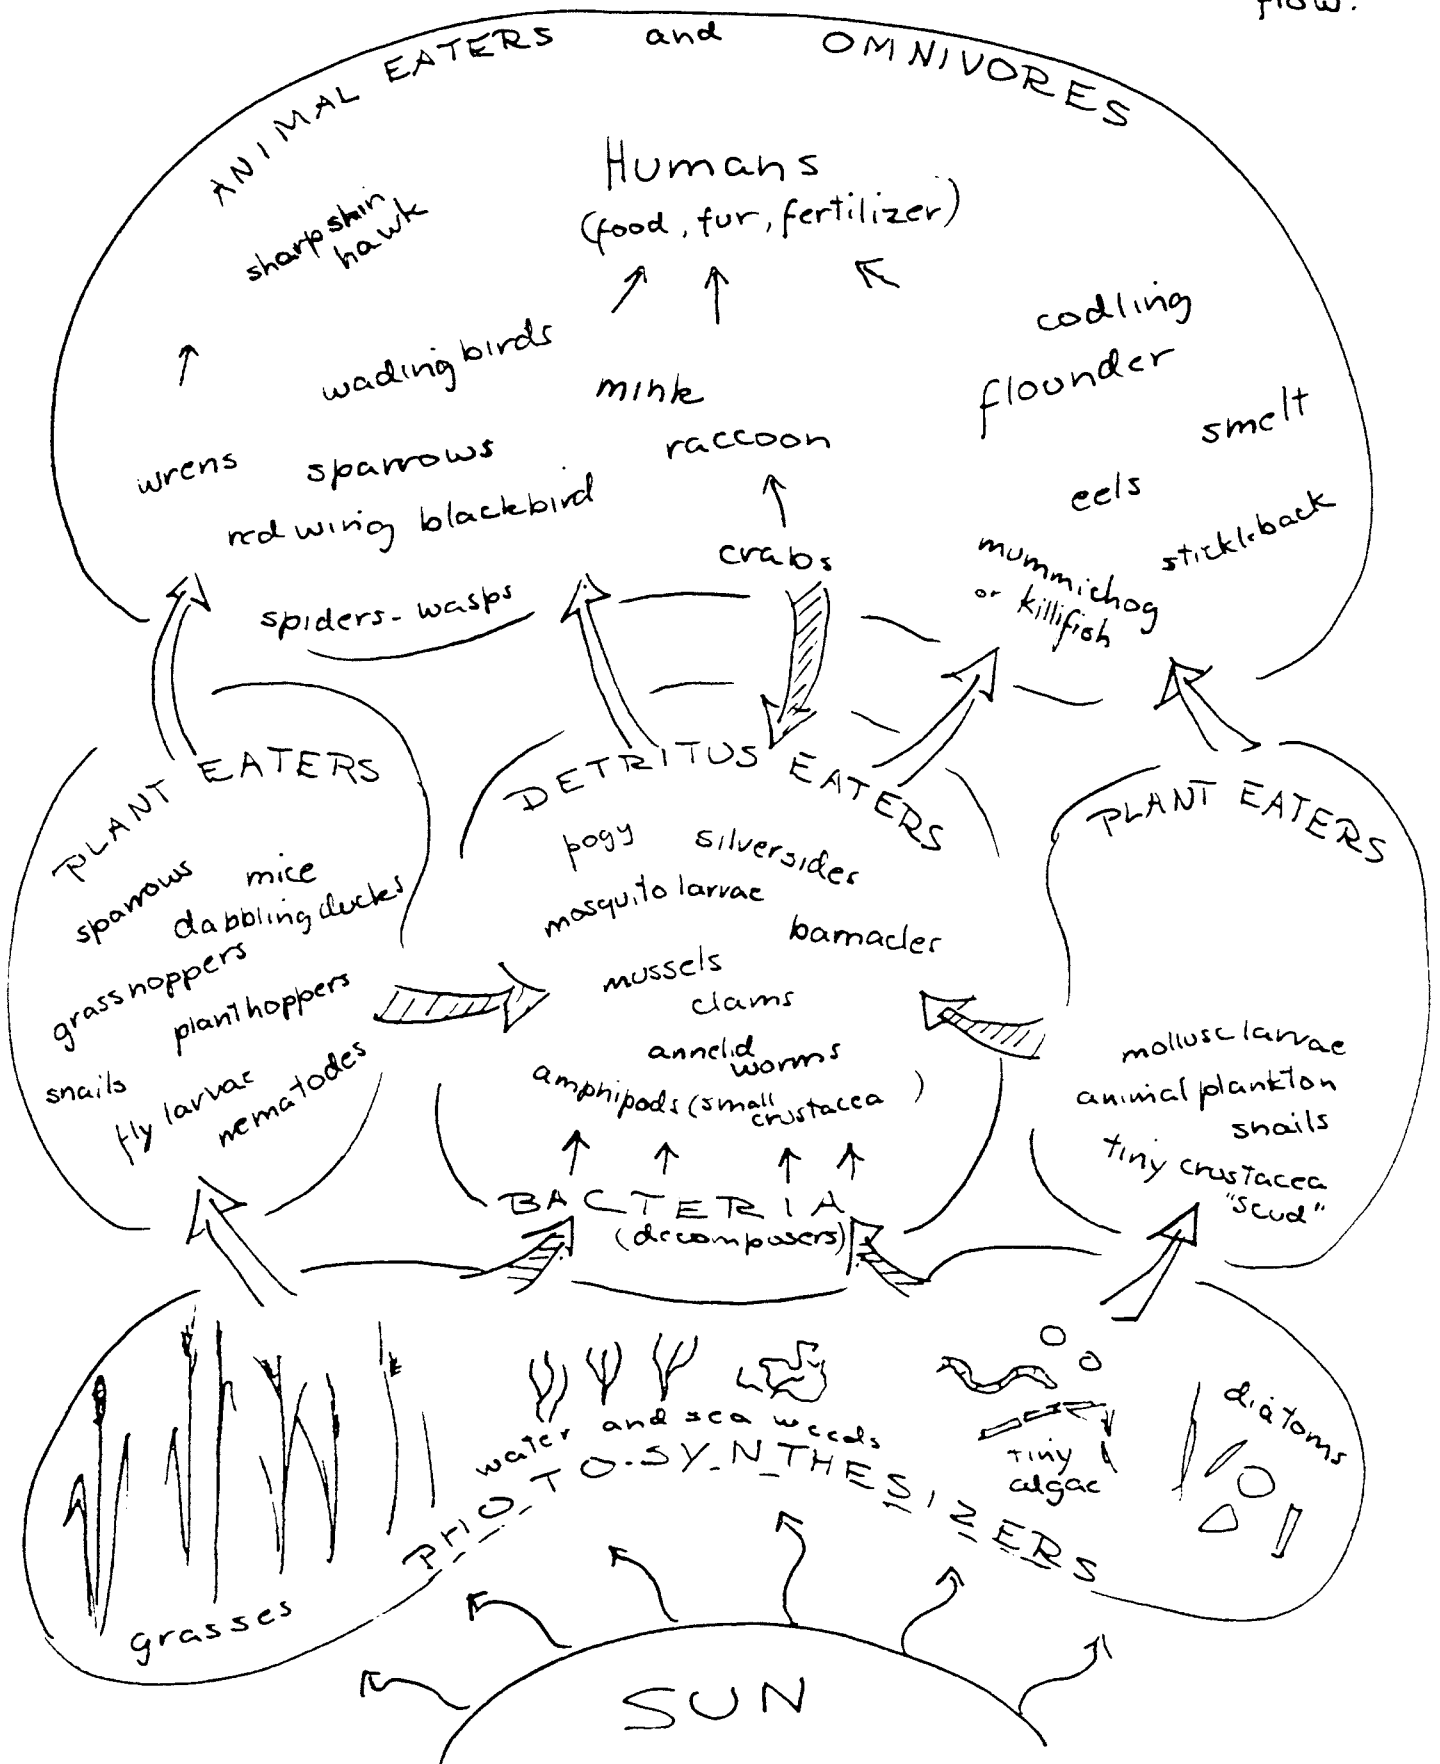 flow.
ANIMAL EATERS and OMNIVORES
Humans
(food, fur, fertilizer)
sharpshin
hawk
wading birds
mink
raccoon
codling
flounder
smelt
wrens
sparrows
red wing blackbird
eels
stickleback
crabs
mummichog
or killifish
spiders - wasps
PLANT EATERS
sparrows
mice
dabbling ducks
grasshoppers
planthoppers
snails
fly larvae
nematodes
DETRITUS EATERS
pogy
silversides
mosquito larvae
barnacles
mussels
clams
annelid
worms
amphipods (small
crustacea )
BACTERIA
(decomposers)
PLANT EATERS
mollusc larvae
animal plankton
snails
tiny crustacea
"scud"
water and sea weeds
tiny
algae
diatoms
grasses
PHOTO-SYNTHESIZERS
SUN